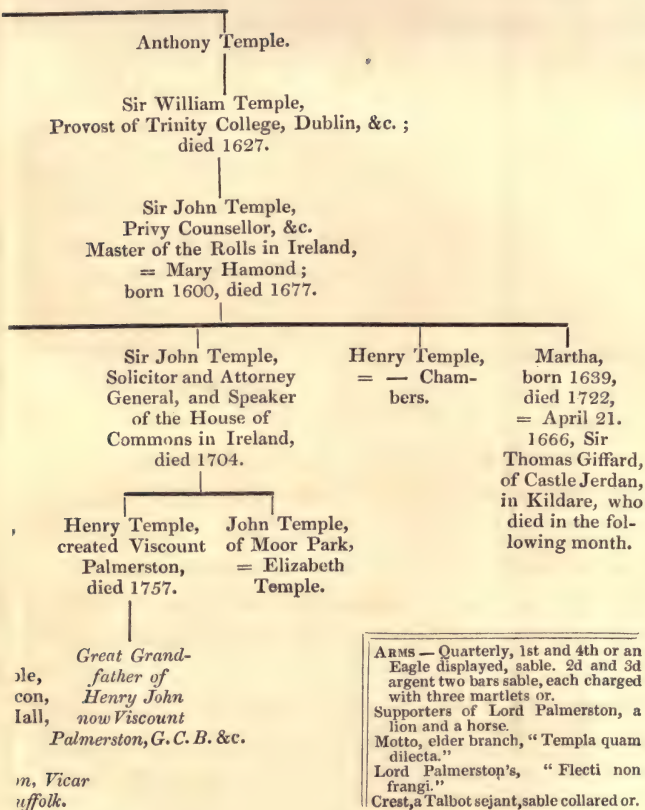 Anthony Temple.
Sir William Temple,
Provost of Trinity College, Dublin, &c. ;
died 1627.
Sir John Temple,
Privy Counsellor, &c.
Master of the Rolls in Ireland,
= Mary Hamond ;
born 1600, died 1677.
Sir John Temple,
Solicitor and Attorney
General, and Speaker
of the House of
Commons in Ireland,
died 1704.
Henry Temple,
= — Cham-
bers.
Martha,
born 1639,
died 1722,
= April 21.
1666, Sir
Thomas Giffard,
of Castle Jerdan,
in Kildare, who
died in the fol-
lowing month.
Henry Temple,
created Viscount
Palmerston,
died 1757.
John Temple,
of Moor Park,
= Elizabeth
Temple.
Great Grand-
father of
Henry John
now Viscount
Palmerston, G. C. B. &c.
ple,
con,
Hall,
Vicar
uffolk.
ARMS — Quarterly, 1st and 4th or an
Eagle displayed, sable. 2d and 3d
argent two bars sable, each charged
with three martlets or.
Supporters of Lord Palmerston, a
lion and a horse.
Motto, elder branch, “ Templa quam
dilecta.”
Lord Palmerston's, “ Flecti non
frangi.”
Crest, a Talbot sejant, sable collared or.